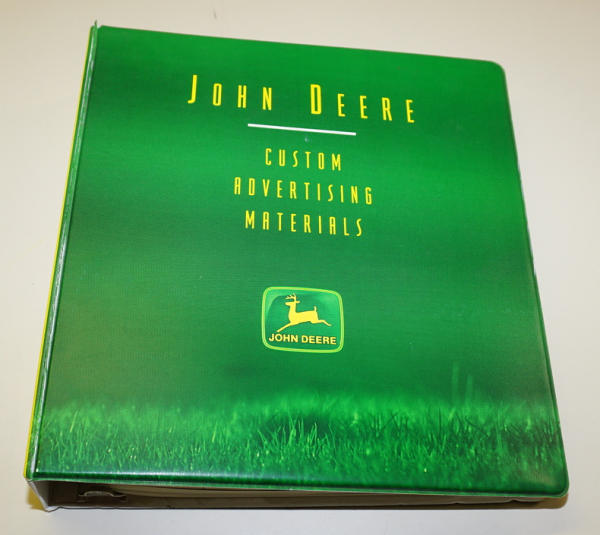 JOHN DEERE
CUSTOM
ADVERTISING
MATERIALS
JOHN DEERE